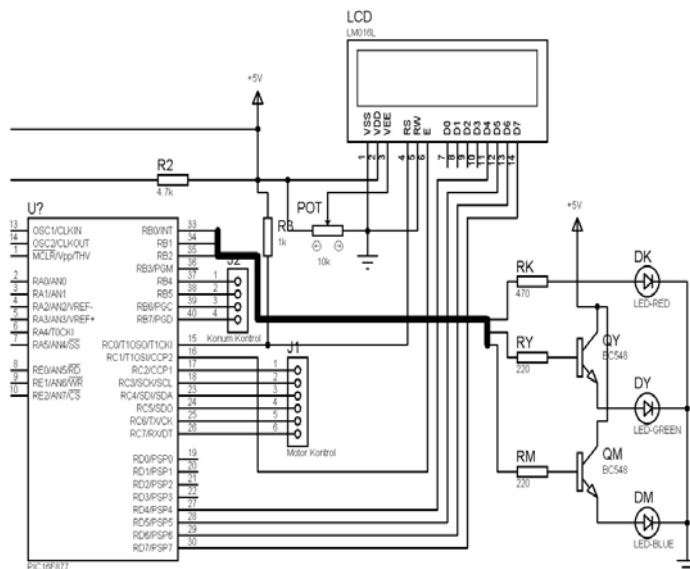 LCD
LM016L
+5V
VSS
VDD
VEE
RS
RW
E
D0
D1
D2
D3
D4
D5
D6
D7
1
2
3
4
5
6
7
8
9
10
11
12
13
14
R2
4.7k
R3
1k
POT
10k
U?
13
OSC1/CLKIN
14
OSC2/CLKOUT
1
MCLR/Vpp/THV
2
RA0/AN0
3
RA1/AN1
4
RA2/AN2/VREF-
5
RA3/AN3/VREF+
6
RA4/T0CKI
7
RA5/AN4/SS
8
RE0/AN5/RD
9
RE1/AN6/WR
10
RE2/AN7/CS
RB0/INT
33
RB1
34
RB2
35
RB3/PGM
36
RB4
37
RB5
38
RB6/PGC
39
RB7/PGD
40
RC0/T1OSO/T1CKI
15
RC1/T1OSI/CCP2
16
RC2/CCP1
17
RC3/SCK/SCL
18
RC4/SDI/SDA
23
RC5/SDO
24
RC6/TX/CK
25
RC7/RX/DT
26
RD0/PSP0
19
RD1/PSP1
20
RD2/PSP2
21
RD3/PSP3
22
RD4/PSP4
27
RD5/PSP5
28
RD6/PSP6
29
RD7/PSP7
30
PIC16F877
J2
1
2
3
4
Konum Kontrol
J1
1
2
3
4
5
6
Motor Kontrol
+5V
RK
470
DK
LED-RED
RY
220
QY
BC548
DY
LED-GREEN
RM
220
QM
BC548
DM
LED-BLUE